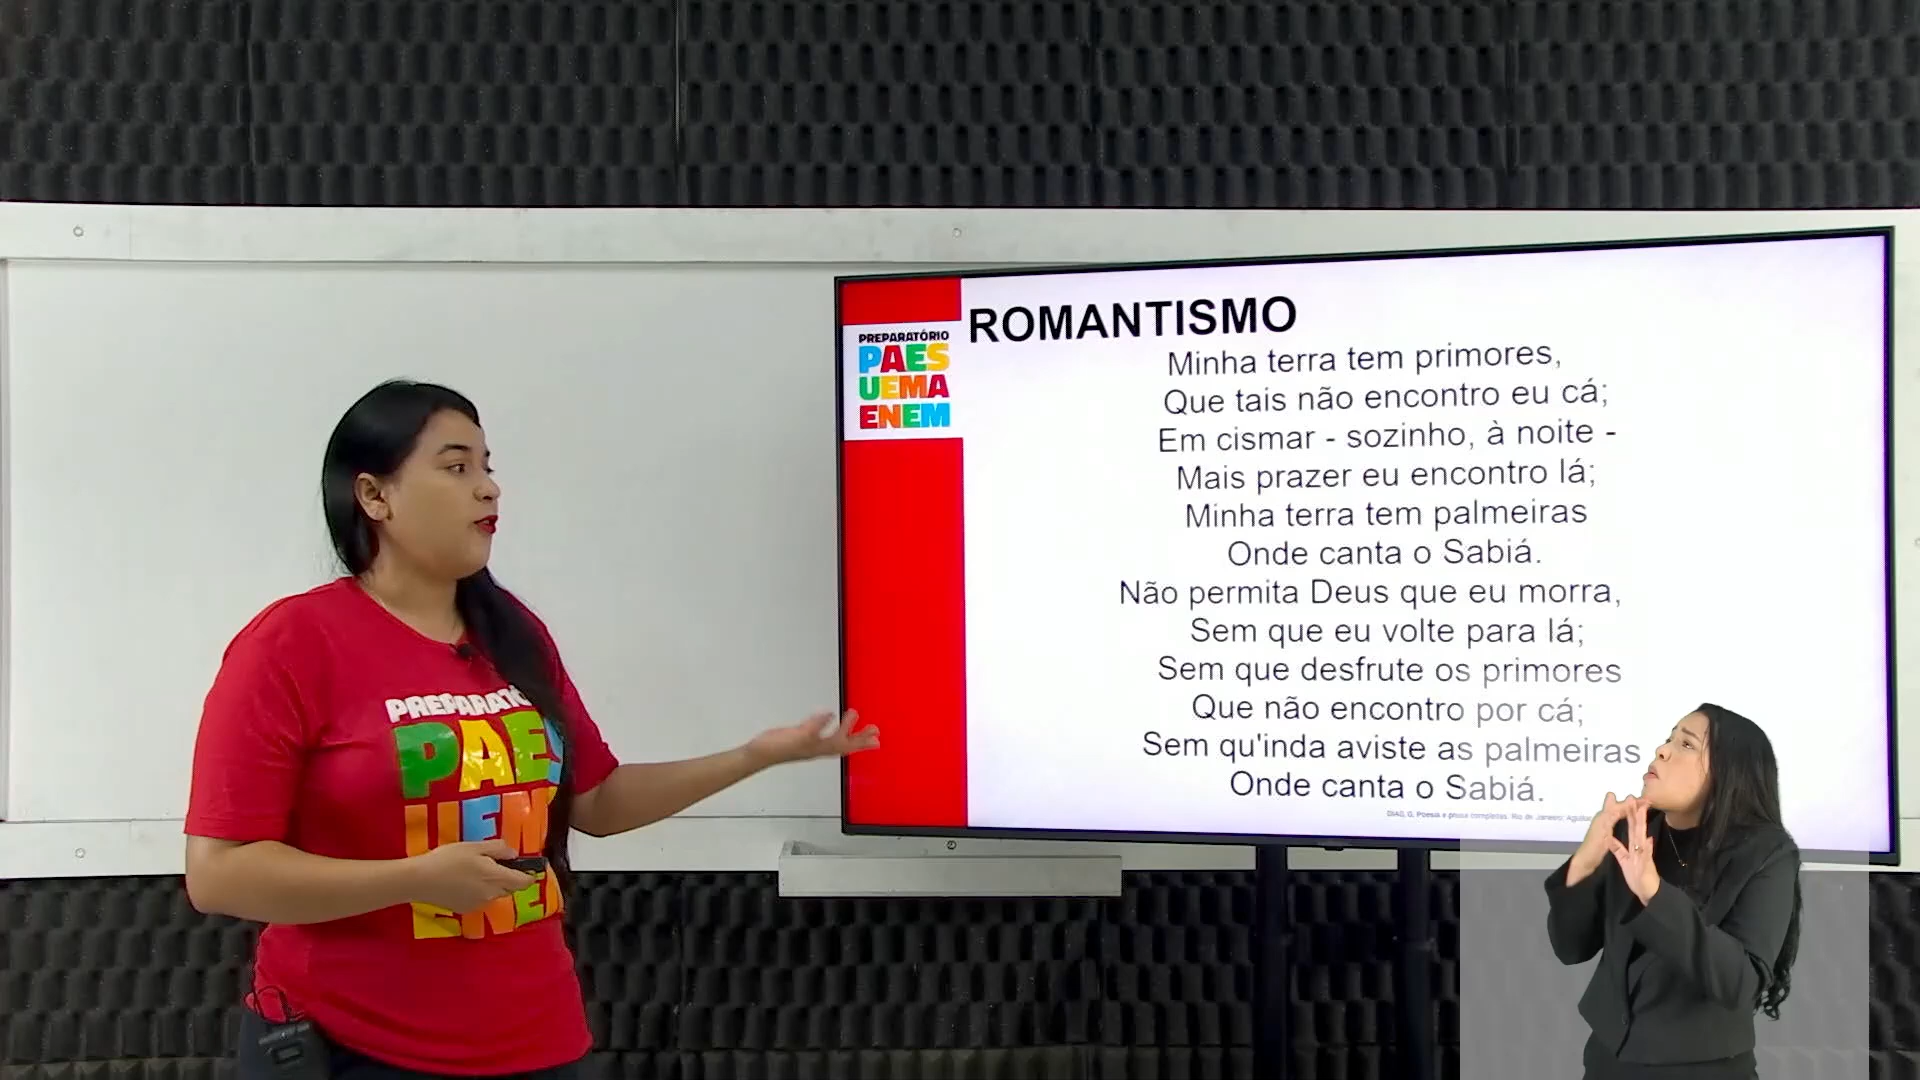 ROMANTISMO
PREPARATÓRIO
PAES
UEMA
ENEM
Minha terra tem primores,
Que tais não encontro eu cá;
Em cismar - sozinho, à noite -
Mais prazer eu encontro lá;
Minha terra tem palmeiras
Onde canta o Sabiá.
Não permita Deus que eu morra,
Sem que eu volte para lá;
Sem que desfrute os primores
Que não encontro por cá;
Sem qu'inda aviste as palmeiras
Onde canta o Sabiá.
DIAS, G. Poesia e prosa completas. Rio de Janeiro: Aguilar
PREPARATÓ
PAES
UEM
ENEM